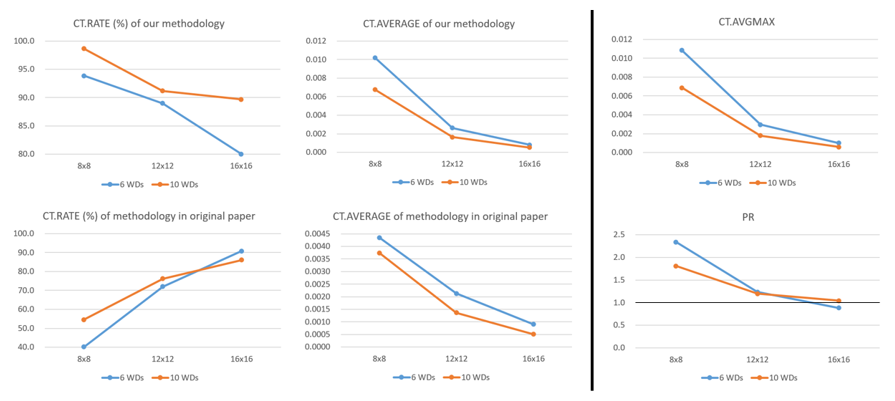 CT.RATE (%) of our methodology
100.0
95.0
90.0
85.0
80.0
8x8 12x12 16x16
6 WDs 10 WDs
CT.AVERAGE of our methodology
0.012
0.010
0.008
0.006
0.004
0.002
0.000
8x8 12x12 16x16
6 WDs 10 WDs
CT.AVGMAX
0.012
0.010
0.008
0.006
0.004
0.002
0.000
8x8 12x12 16x16
6 WDs 10 WDs
CT.RATE (%) of methodology in original paper
100.0
90.0
80.0
70.0
60.0
50.0
40.0
8x8 12x12 16x16
6 WDs 10 WDs
CT.AVERAGE of methodology in original paper
0.0045
0.0040
0.0035
0.0030
0.0025
0.0020
0.0015
0.0010
0.0005
0.0000
8x8 12x12 16x16
6 WDs 10 WDs
PR
2.5
2.0
1.5
1.0
0.5
0.0
8x8 12x12 16x16
6 WDs 10 WDs